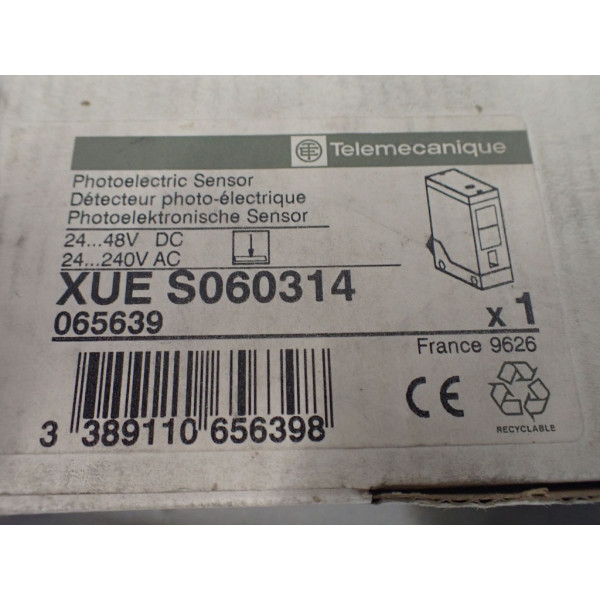 Telemecanique
Photoelectric Sensor
Détecteur photo-électrique
Photoelektronische Sensor
24...48V DC
24...240V AC
XUE S060314
065639
x 1
France 9626
3 389110 656398
CE
RECYCLABLE